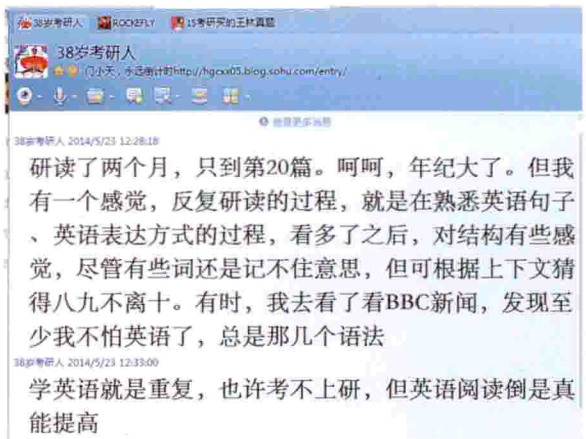 38岁考研人 ROCKEFLY 15考研买的王林真题
38岁考研人
门小天，永远倒计时http://hgcxx05.blog.sohu.com/entry/
38岁考研人 2014/5/23 12:28:18
研读了两个月，只到第20篇。呵呵，年纪大了。但我
有一个感觉，反复研读的过程，就是在熟悉英语句子
、英语表达方式的过程，看多了之后，对结构有些感
觉，尽管有些词还是记不住意思，但可根据上下文猜
得八九不离十。有时，我去看了看BBC新闻，发现至
少我不怕英语了，总是那几个语法
38岁考研人 2014/5/23 12:33:00
学英语就是重复，也许考不上研，但英语阅读倒是真
能提高